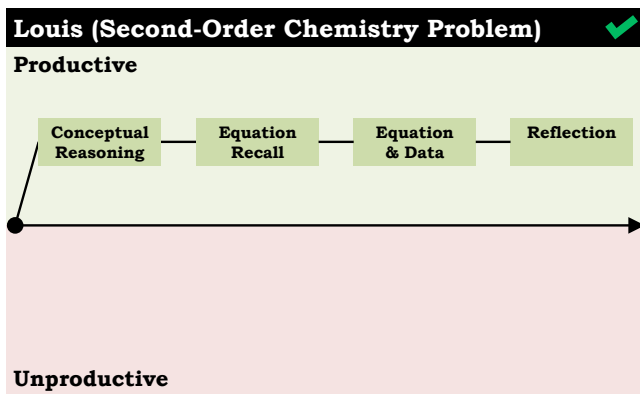 Louis (Second-Order Chemistry Problem)
Productive
Conceptual
Reasoning
Equation
Recall
Equation
& Data
Reflection
Unproductive